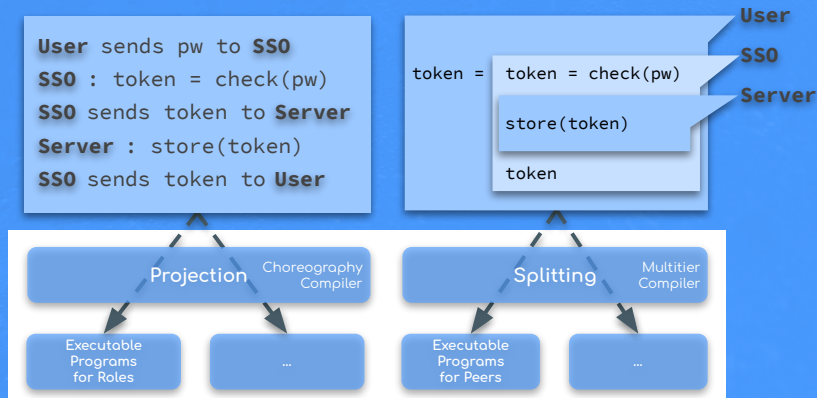 User sends pw to SSO
SSO : token = check(pw)
SSO sends token to Server
Server : store(token)
SSO sends token to User
User
SSO
Server
token = token = check(pw)
store(token)
token
Projection
Choreography
Compiler
Executable
Programs
for Roles
...
Splitting
Multitier
Compiler
Executable
Programs
for Peers
...